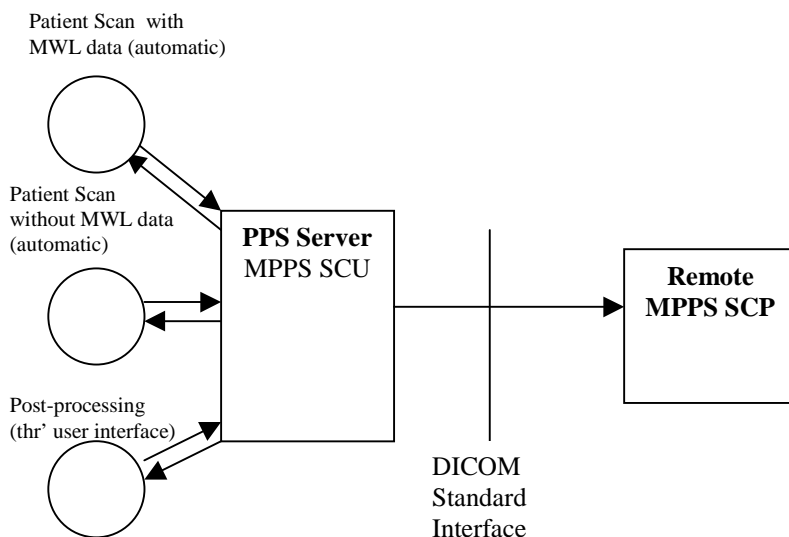 Patient Scan with
MWL data (automatic)
Patient Scan
without MWL data
(automatic)
Post-processing
(thr' user interface)
PPS Server
MPPS SCU
DICOM
Standard
Interface
Remote
MPPS SCP